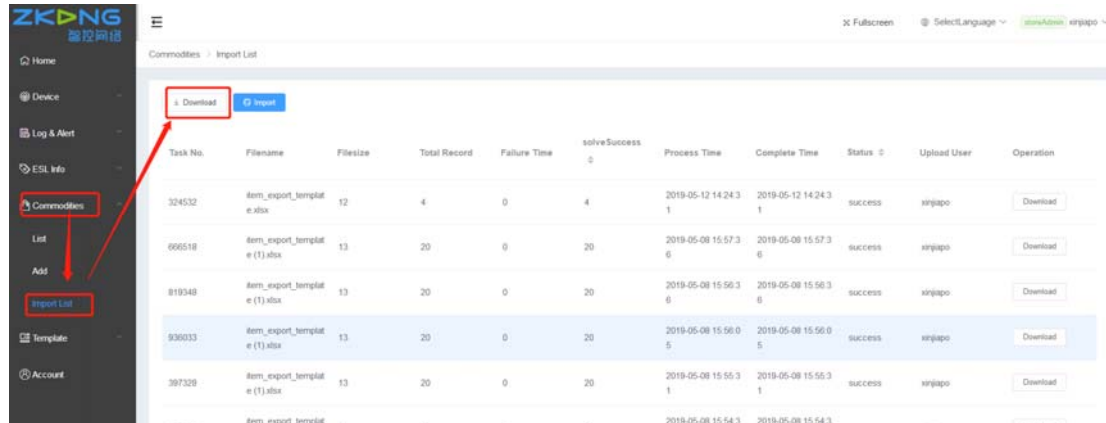 ZKDNG
智控网络
Fullscreen
SelectLanguage
storeAdmin xinjiapo
Commodities > Import List
Home
Device
Log & Alert
ESL Info
Commodities
List
Add
Import List
Template
Account
Download
Import
Task No. Filename Filesize Total Record Failure Time solveSuccess Process Time Complete Time Status Upload User Operation
324532 item_export_templat 12 4 0 4 2019-05-12 14:24:3 2019-05-12 14:24:3 success xinjiapo Download
e.xlsx 1 1
666518 item_export_templat 13 20 0 20 2019-05-08 15:57:3 2019-05-08 15:57:3 success xinjiapo Download
e (1).xlsx 6 6
819348 item_export_templat 13 20 0 20 2019-05-08 15:56:3 2019-05-08 15:56:3 success xinjiapo Download
e (1).xlsx 6 6
936033 item_export_templat 13 20 0 20 2019-05-08 15:56:0 2019-05-08 15:56:0 success xinjiapo Download
e (1).xlsx 5 5
397329 item_export_templat 13 20 0 20 2019-05-08 15:55:3 2019-05-08 15:55:3 success xinjiapo Download
e (1).xlsx 1 1
item_export_templat 2019-05-08 15:54:3 2019-05-08 15:54:3